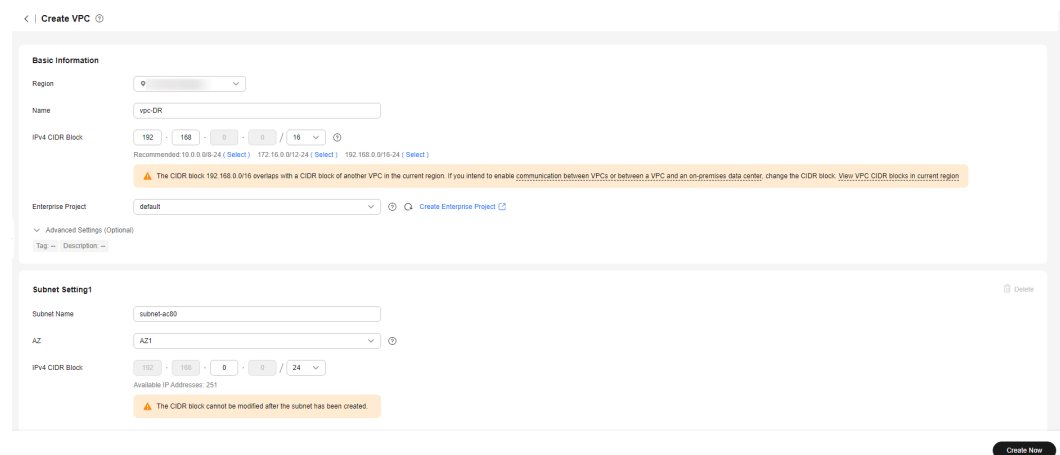 < | Create VPC ?
Basic Information
Region
Name vpc-DR
IPv4 CIDR Block 192 · 168 · 0 · 0 / 16 ?
Recommended:10.0.0.0/8-24 ( Select ) 172.16.0.0/12-24 ( Select ) 192.168.0.0/16-24 ( Select )
The CIDR block 192.168.0.0/16 overlaps with a CIDR block of another VPC in the current region. If you intend to enable communication between VPCs or between a VPC and an on-premises data center, change the CIDR block. View VPC CIDR blocks in current region
Enterprise Project default ? Create Enterprise Project
Advanced Settings (Optional)
Tag: -- Description: --
Subnet Setting1 Delete
Subnet Name subnet-ac80
AZ AZ1 ?
IPv4 CIDR Block 192 · 168 · 0 · 0 / 24
Available IP Addresses: 251
The CIDR block cannot be modified after the subnet has been created.
Create Now